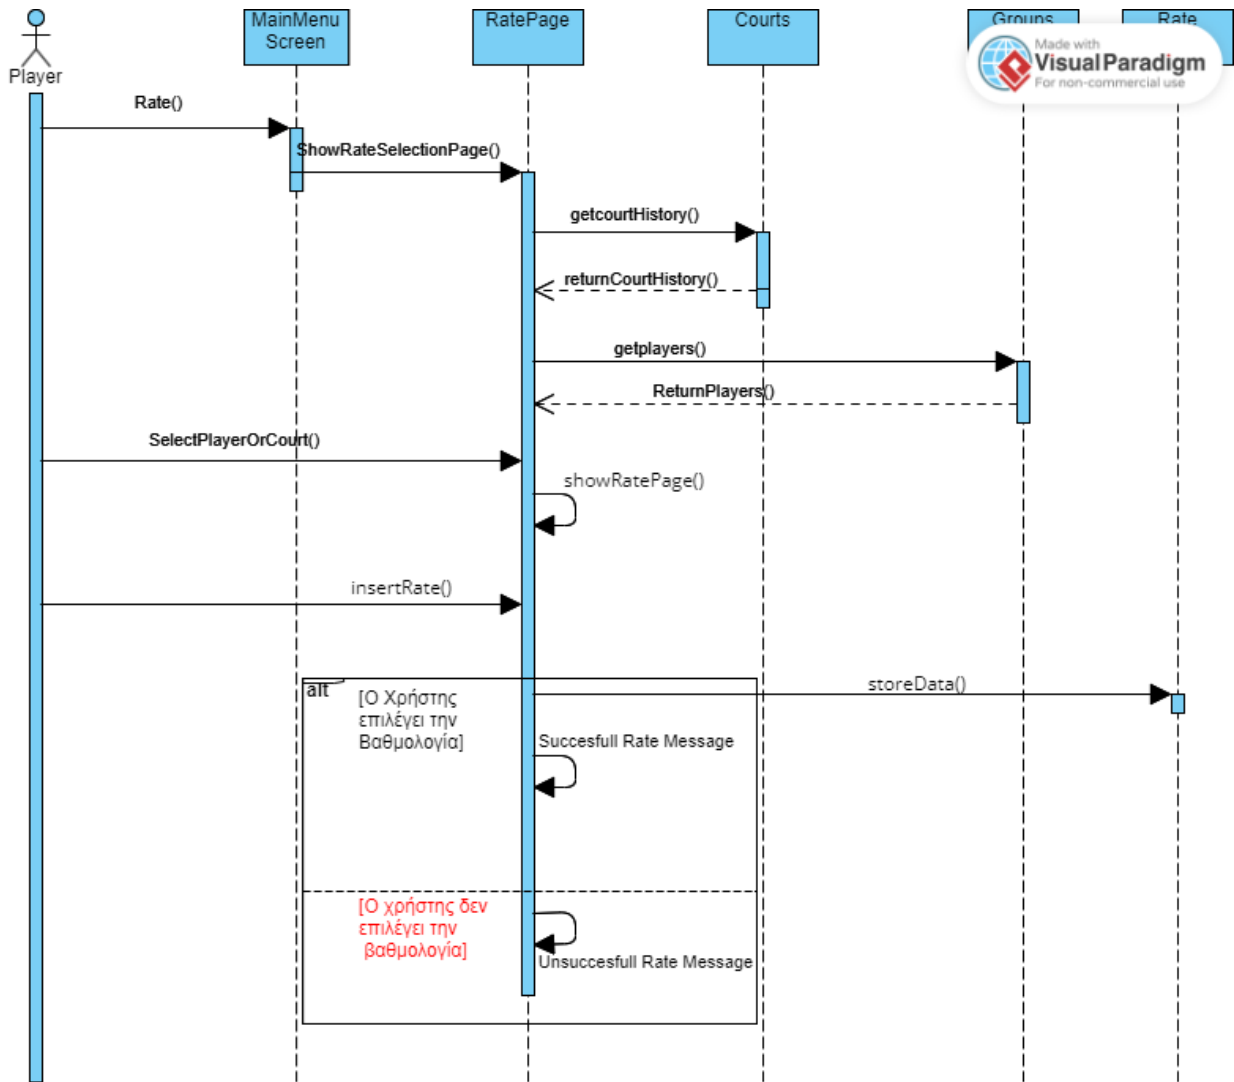 Player
MainMenu
Screen
RatePage
Courts
Groups
Rate
Made with
Visual Paradigm
For non-commercial use
Rate()
ShowRateSelectionPage()
getcourtHistory()
returnCourtHistory()
getplayers()
ReturnPlayers()
SelectPlayerOrCourt()
showRatePage()
insertRate()
alt
[Ο Χρήστης
επιλέγει την
Βαθμολογία]
storeData()
Succesfull Rate Message
[Ο χρήστης δεν
επιλέγει την
βαθμολογία]
Unsuccesfull Rate Message